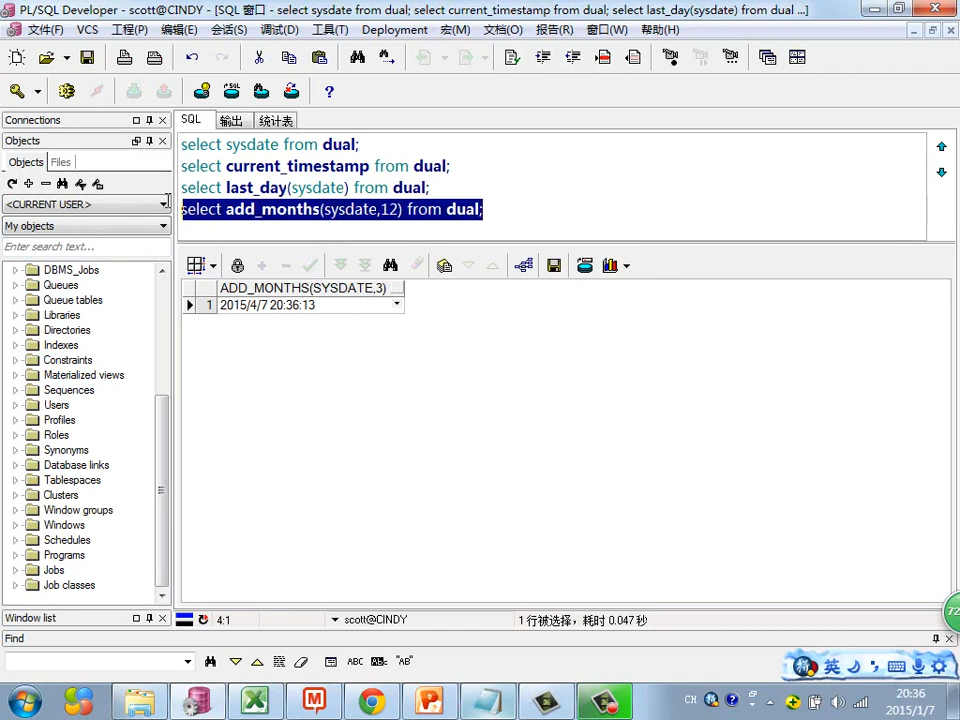 PL/SQL Developer - scott@CINDY - [SQL 窗口 - select sysdate from dual; select current_timestamp from dual; select last_day(sysdate) from dual ...]
文件(F) VCS 工程(P) 编辑(E) 会话(S) 调试(D) 工具(T) Deployment 宏(M) 文档(O) 报告(R) 窗口(W) 帮助(H)
Connections
Objects
Objects Files
<CURRENT USER>
My objects
Enter search text...
DBMS_Jobs
Queues
Queue tables
Libraries
Directories
Indexes
Constraints
Materialized views
Sequences
Users
Profiles
Roles
Synonyms
Database links
Tablespaces
Clusters
Window groups
Windows
Schedules
Programs
Jobs
Job classes
Window list
SQL 输出 统计表
select sysdate from dual;
select current_timestamp from dual;
select last_day(sysdate) from dual;
select add_months(sysdate,12) from dual;
ADD_MONTHS(SYSDATE,3)
1 2015/4/7 20:36:13
4:1 scott@CINDY 1 行被选择，耗时 0.047 秒
72
Find
ABC "AB"
英
CH
20:36
2015/1/7